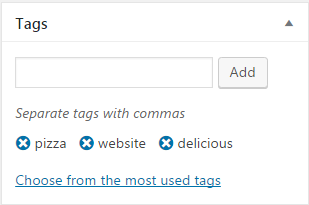 Tags
Add
Separate tags with commas
pizza website delicious
Choose from the most used tags